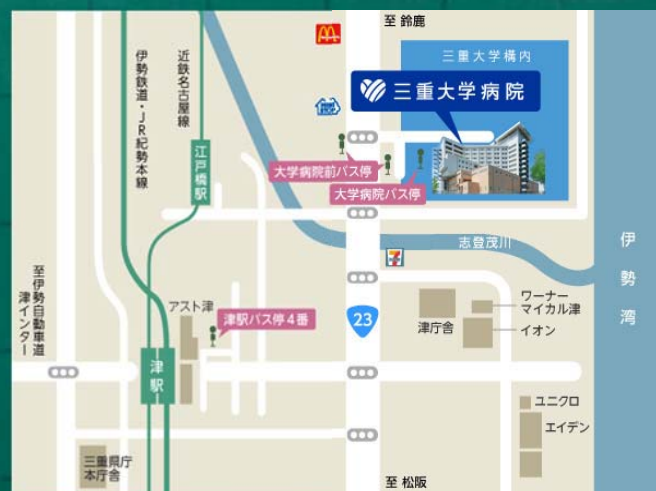 至 鈴鹿
三重大学構内
三重大学病院
伊勢鉄道・JR紀勢本線
近鉄名古屋線
江戸橋駅
大学病院前バス停
大学病院バス停
志登茂川
伊勢湾
7
至伊勢自動車道
津インター
アスト津
津駅バス停4番
23
津庁舎
ワーナー
マイカル津
イオン
津駅
ユニクロ
エイデン
三重県庁
本庁舎
至 松阪